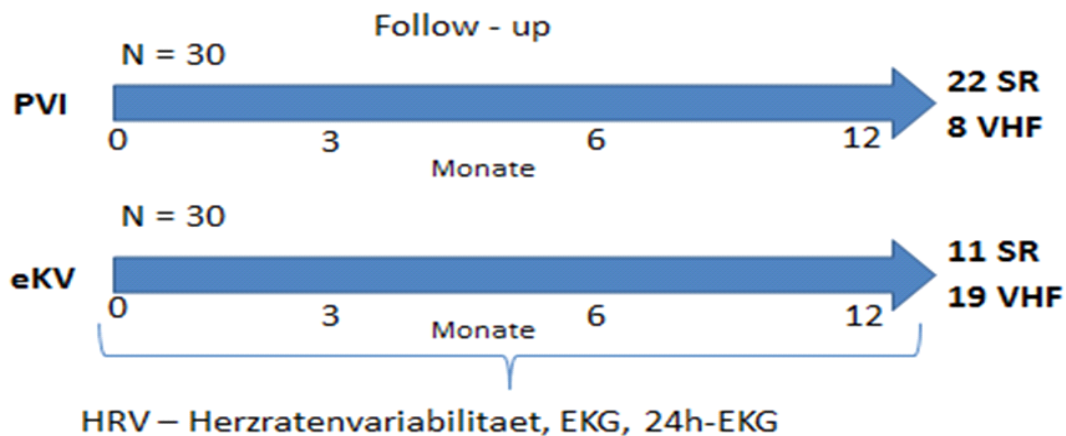 Follow - up
N = 30
PVI
22 SR
8 VHF
0 3 6 12
Monate
N = 30
eKV
11 SR
19 VHF
0 3 6 12
Monate
HRV – Herzratenvariabilitaet, EKG, 24h-EKG